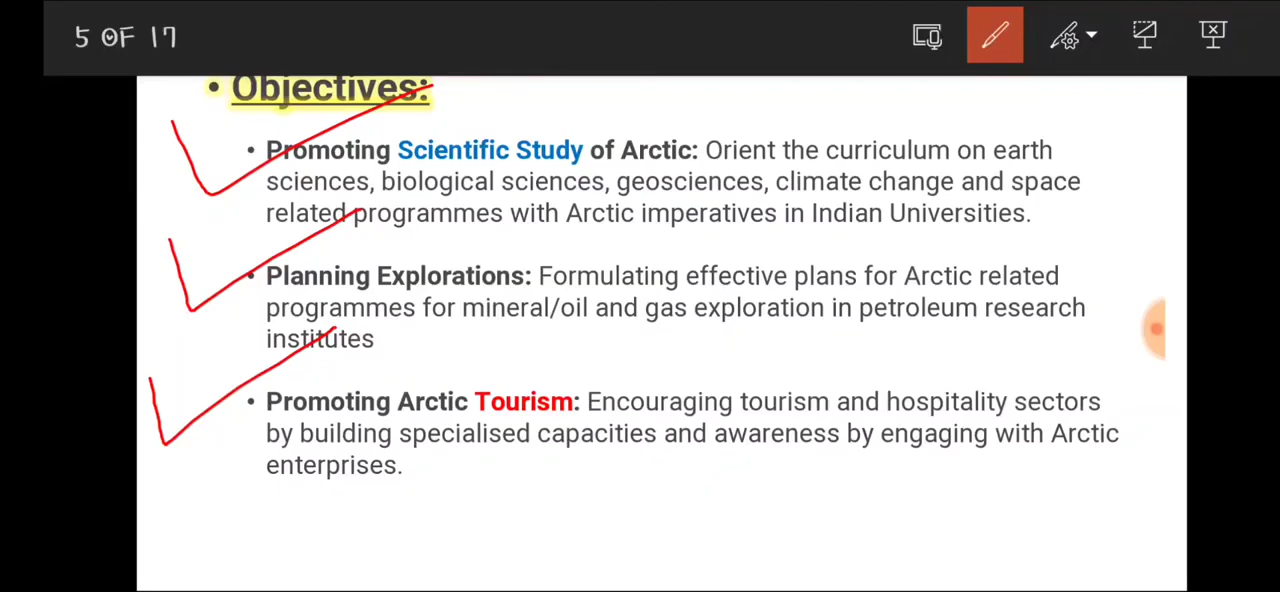 5 OF 17
• Objectives:
• Promoting Scientific Study of Arctic: Orient the curriculum on earth
sciences, biological sciences, geosciences, climate change and space
related programmes with Arctic imperatives in Indian Universities.
• Planning Explorations: Formulating effective plans for Arctic related
programmes for mineral/oil and gas exploration in petroleum research
institutes
• Promoting Arctic Tourism: Encouraging tourism and hospitality sectors
by building specialised capacities and awareness by engaging with Arctic
enterprises.